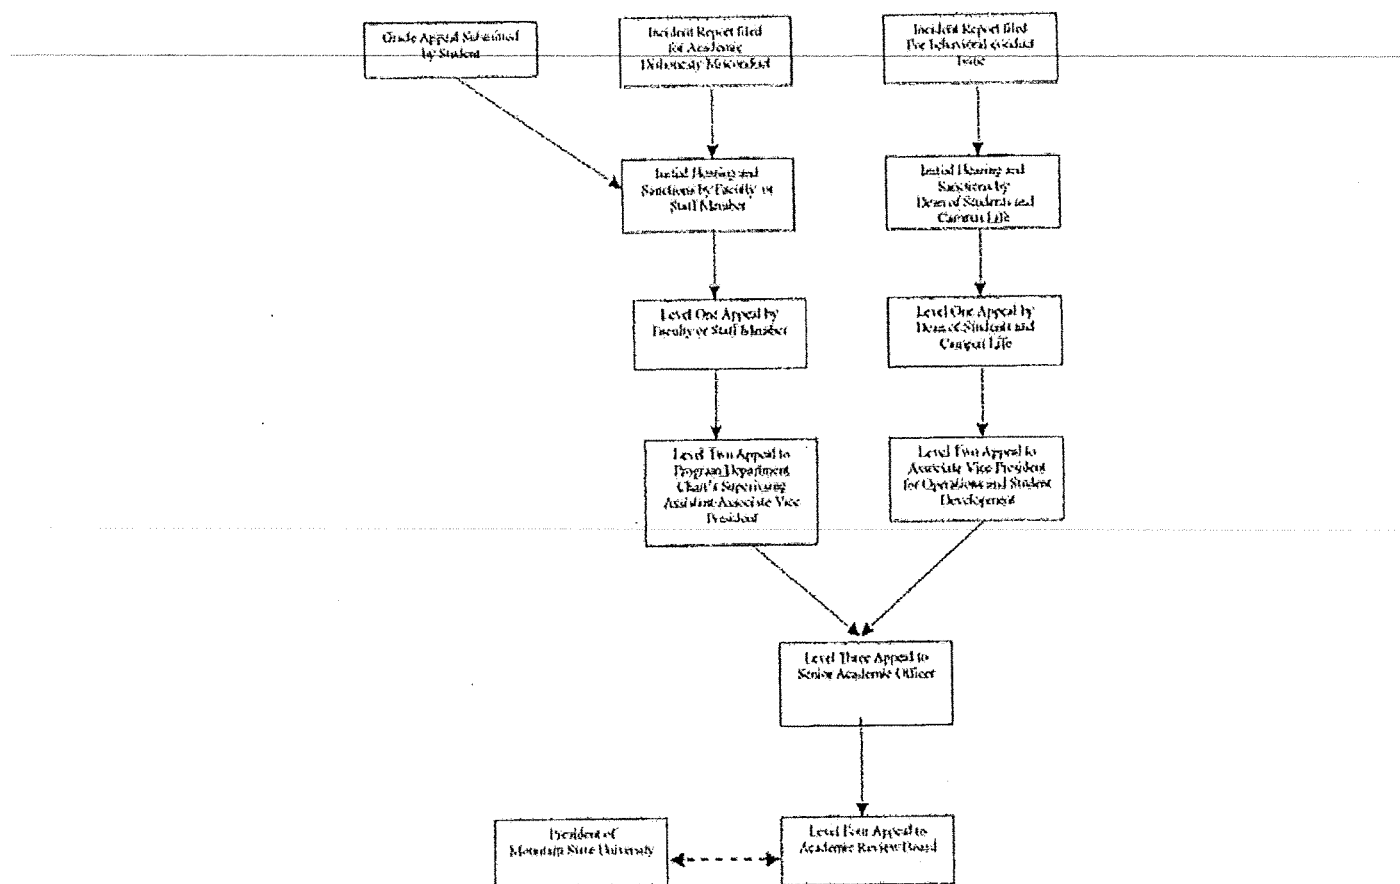 Grade Appeal Submitted
by Student
Incident Report filed
for Academic
Dishonesty Misconduct
Incident Report filed
For behavioral conduct
Issue
Initial Hearing and
Sanctions by Faculty or
Staff Member
Initial Hearing and
Sanctions by
Dean of Students and
Campus Life
Level One Appeal by
Faculty or Staff Member
Level One Appeal by
Dean of Students and
Campus Life
Level Two Appeal to
Program Department
Chair's Supervising
Assistant Associate Vice
President
Level Two Appeal to
Associate Vice President
for Operations and Student
Development
Level Three Appeal to
Senior Academic Officer
President of
Mountain State University
Level Four Appeal to
Academic Review Board